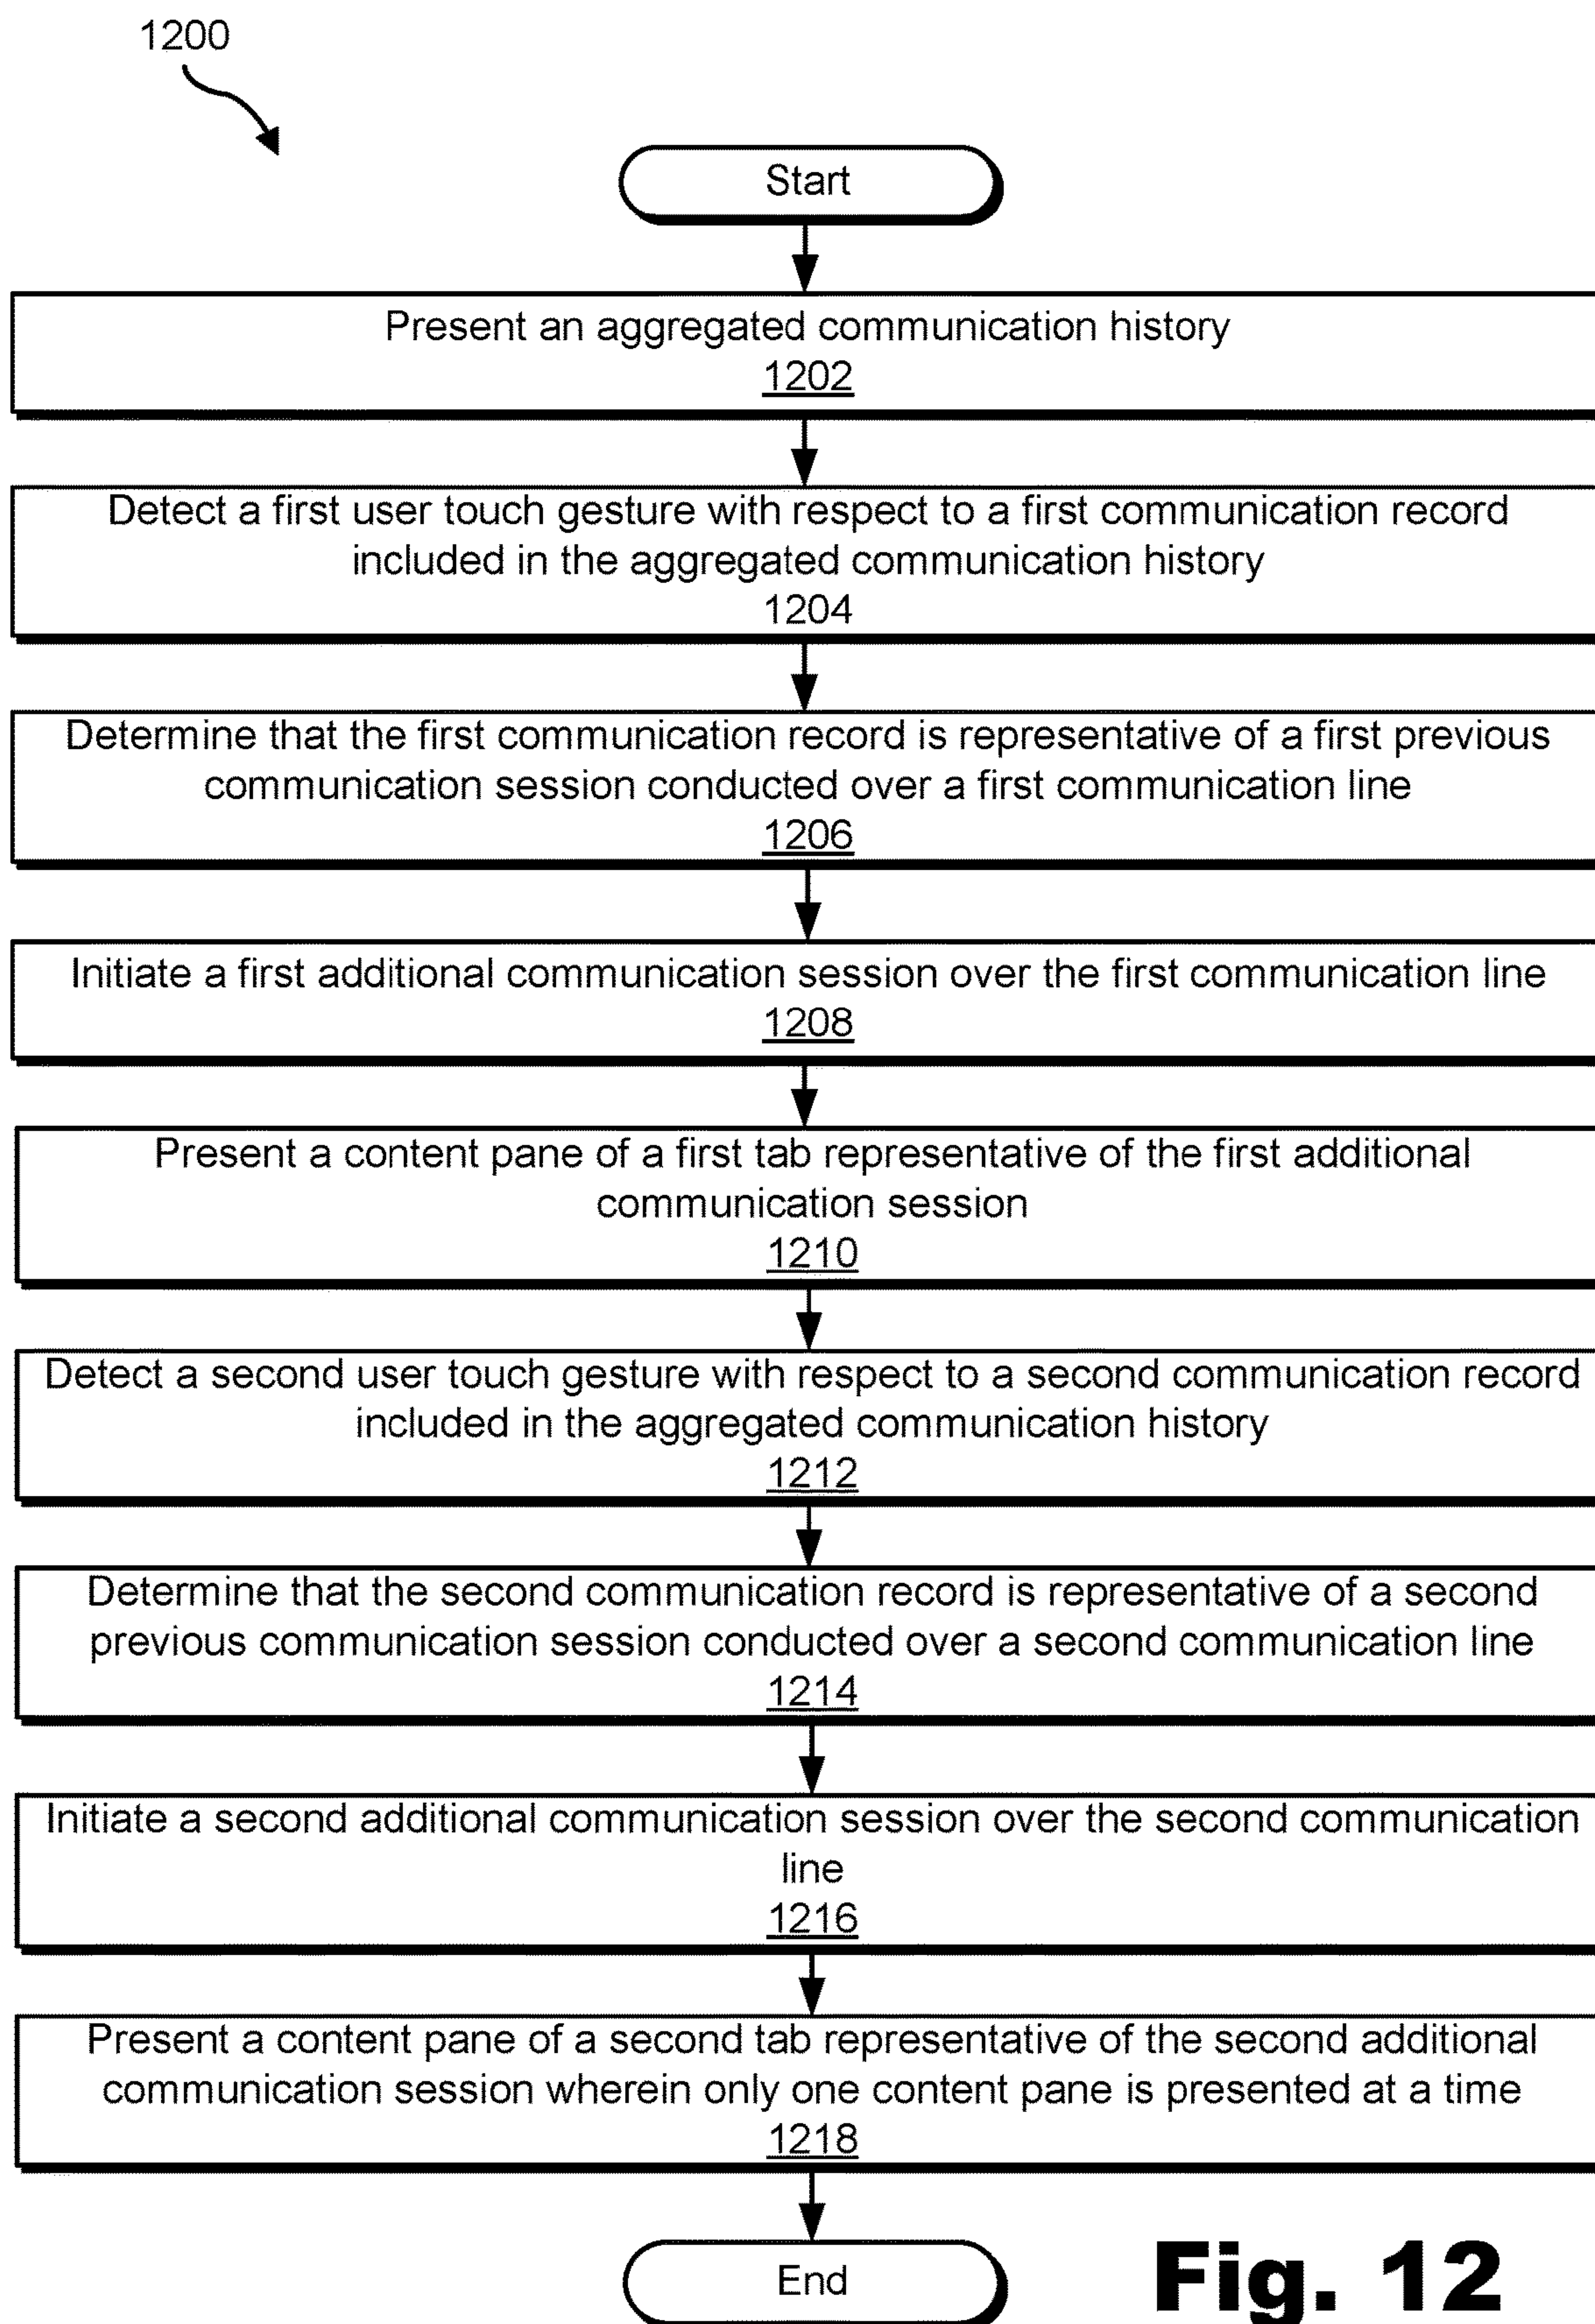 1200
Start
Present an aggregated communication history
1202
Detect a first user touch gesture with respect to a first communication record
included in the aggregated communication history
1204
Determine that the first communication record is representative of a first previous
communication session conducted over a first communication line
1206
Initiate a first additional communication session over the first communication line
1208
Present a content pane of a first tab representative of the first additional
communication session
1210
Detect a second user touch gesture with respect to a second communication record
included in the aggregated communication history
1212
Determine that the second communication record is representative of a second
previous communication session conducted over a second communication line
1214
Initiate a second additional communication session over the second communication
line
1216
Present a content pane of a second tab representative of the second additional
communication session wherein only one content pane is presented at a time
1218
End
Fig. 12